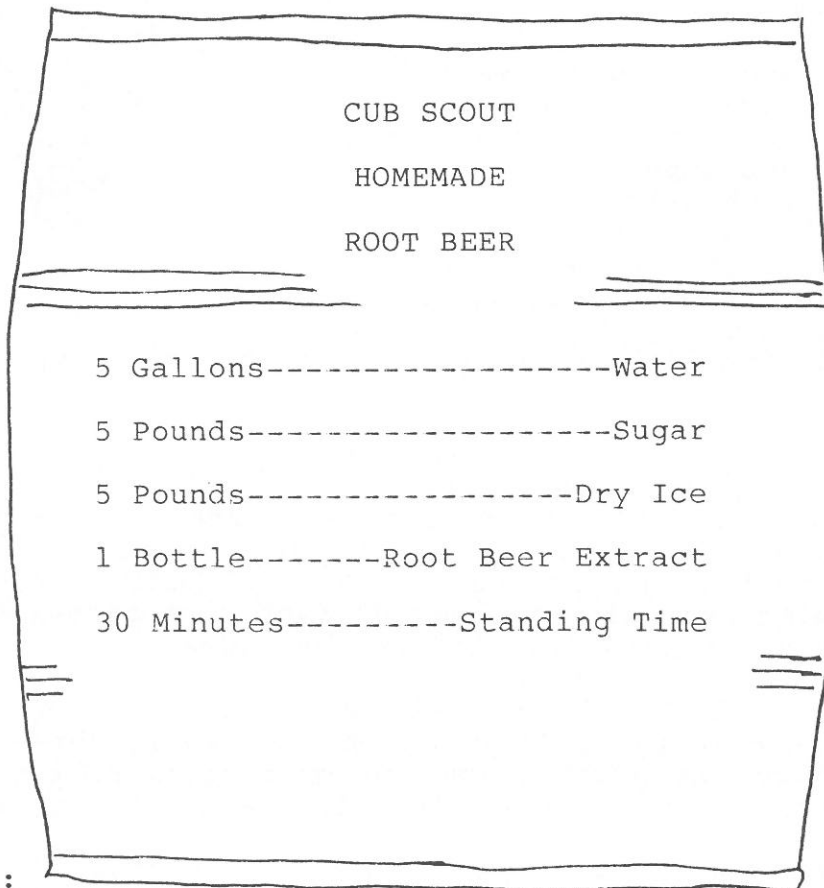 CUB SCOUT
HOMEMADE
ROOT BEER
5 Gallons------------------Water
5 Pounds-------------------Sugar
5 Pounds-----------------Dry Ice
1 Bottle-------Root Beer Extract
30 Minutes---------Standing Time
: